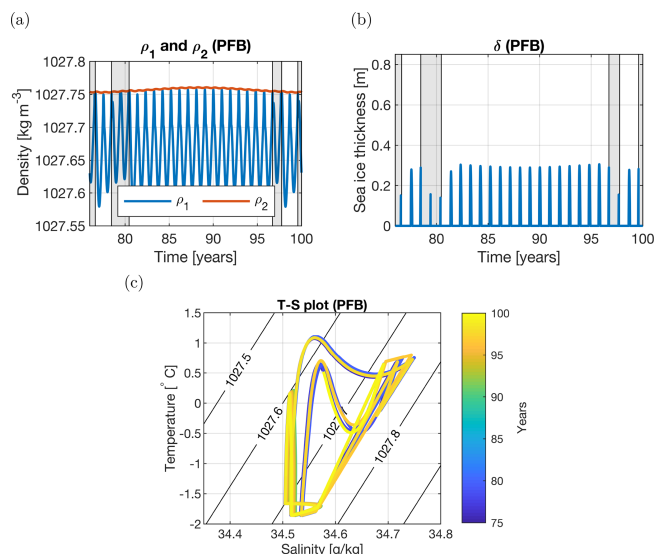 (a)
ρ1 and ρ2 (PFB)
Density [kg m-3]
1027.8
1027.75
1027.7
1027.65
1027.6
1027.55
ρ1
ρ2
80
85
90
95
100
Time [years]
(b)
δ (PFB)
Sea ice thickness [m]
0.8
0.6
0.4
0.2
0
80
85
90
95
100
Time [years]
(c)
T-S plot (PFB)
Temperature [° C]
1.5
1
0.5
0
-0.5
-1
-1.5
-2
1027.5
1027.6
1027.8
34.4
34.5
34.6
34.7
34.8
Salinity [g/kg]
100
95
90
85
80
75
Years